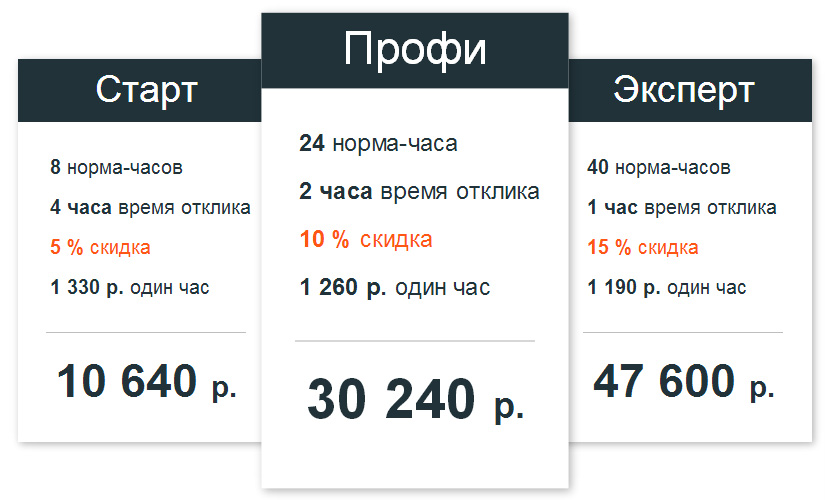 Старт
8 норма-часов
4 часа время отклика
5 % скидка
1 330 р. один час
10 640 р.
Профи
24 норма-часа
2 часа время отклика
10 % скидка
1 260 р. один час
30 240 р.
Эксперт
40 норма-часов
1 час время отклика
15 % скидка
1 190 р. один час
47 600 р.